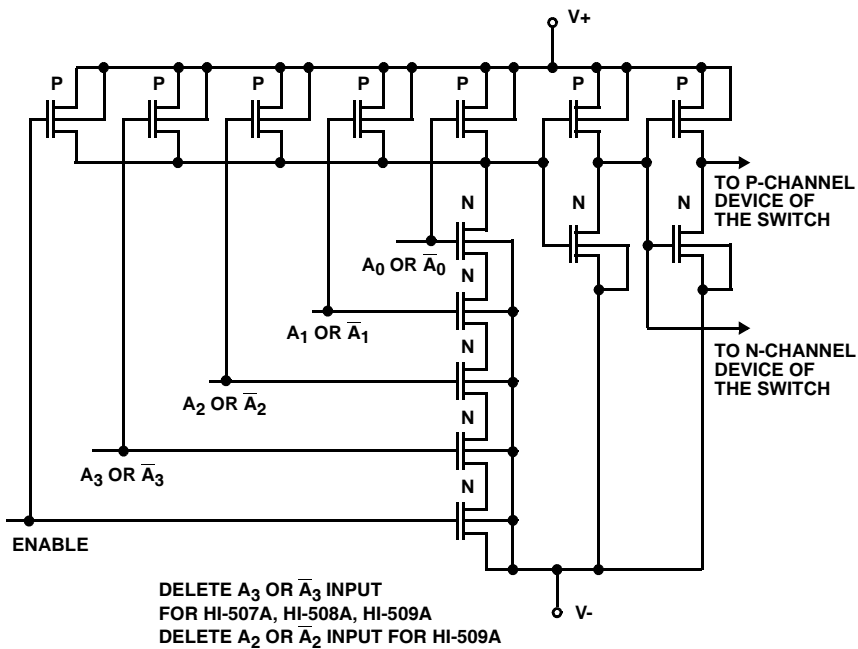 V+
P
P
P
P
P
P
P
TO P-CHANNEL
DEVICE OF
THE SWITCH
N
N
N
A₀ OR A̅₀
N
A₁ OR A̅₁
TO N-CHANNEL
DEVICE OF
THE SWITCH
N
A₂ OR A̅₂
N
A₃ OR A̅₃
N
ENABLE
DELETE A₃ OR A̅₃ INPUT
FOR HI-507A, HI-508A, HI-509A
DELETE A₂ OR A̅₂ INPUT FOR HI-509A
V-